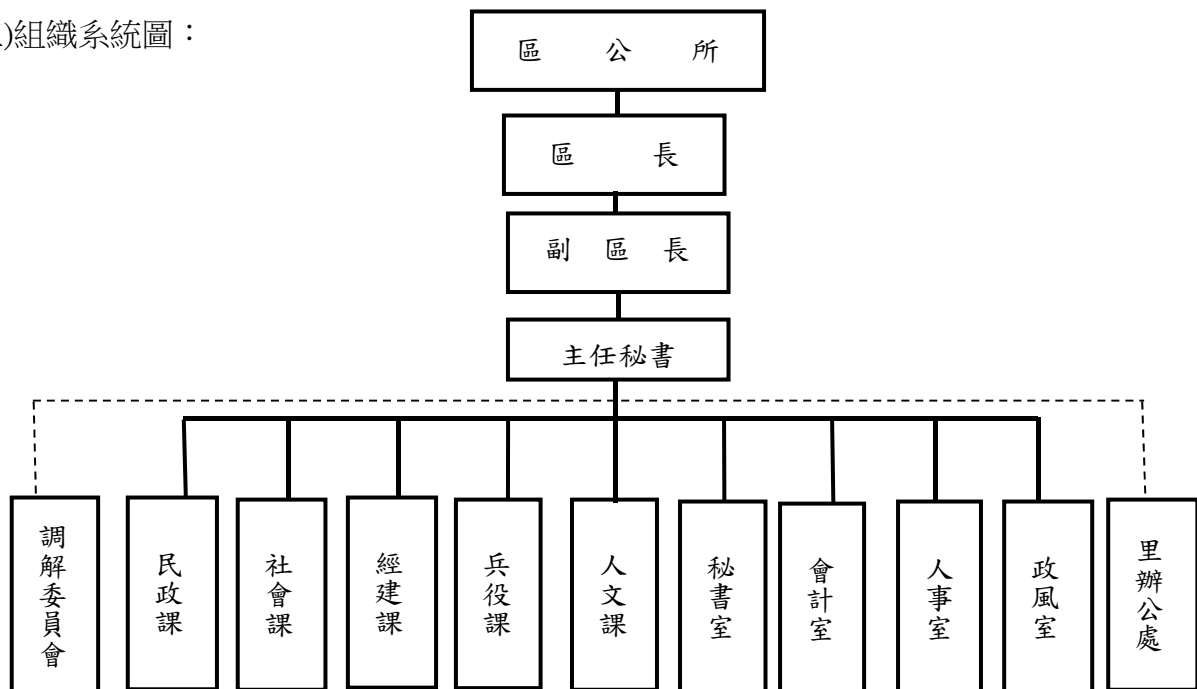 )組織系統圖：
區 公 所
區 長
副 區 長
主任秘書
調解委員會
民政課
社會課
經建課
兵役課
人文課
秘書室
會計室
人事室
政風室
里辦公處